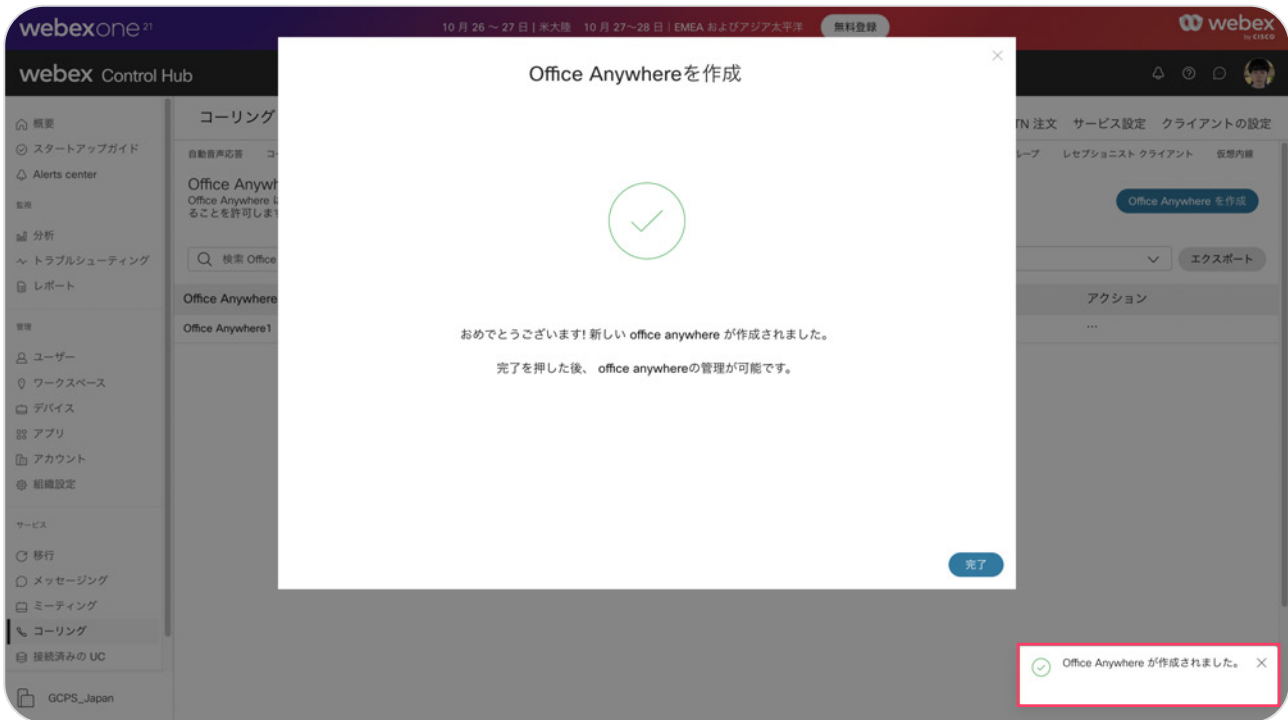 webexone 21
10 月 26 ～ 27 日 | 米大陸 10 月 27～28 日 | EMEA およびアジア太平洋
無料登録
webex
by CISCO
webex Control Hub
Office Anywhereを作成
概要
スタートアップガイド
Alerts center
監視
分析
トラブルシューティング
レポート
管理
ユーザー
ワークスペース
デバイス
アプリ
アカウント
組織設定
サービス
移行
メッセージング
ミーティング
コーリング
接続済みの UC
GCPS_Japan
コーリング
TN 注文 サービス設定 クライアントの設定
自動音声応答 コ
ループ レセプショニスト クライアント 仮想内線
Office Anywh
Office Anywhere
ることを許可しま
Office Anywhere を作成
検索 Office
エクスポート
Office Anywhere
アクション
Office Anywhere1
...
おめでとうございます! 新しい office anywhere が作成されました。
完了を押した後、 office anywhereの管理が可能です。
完了
Office Anywhere が作成されました。